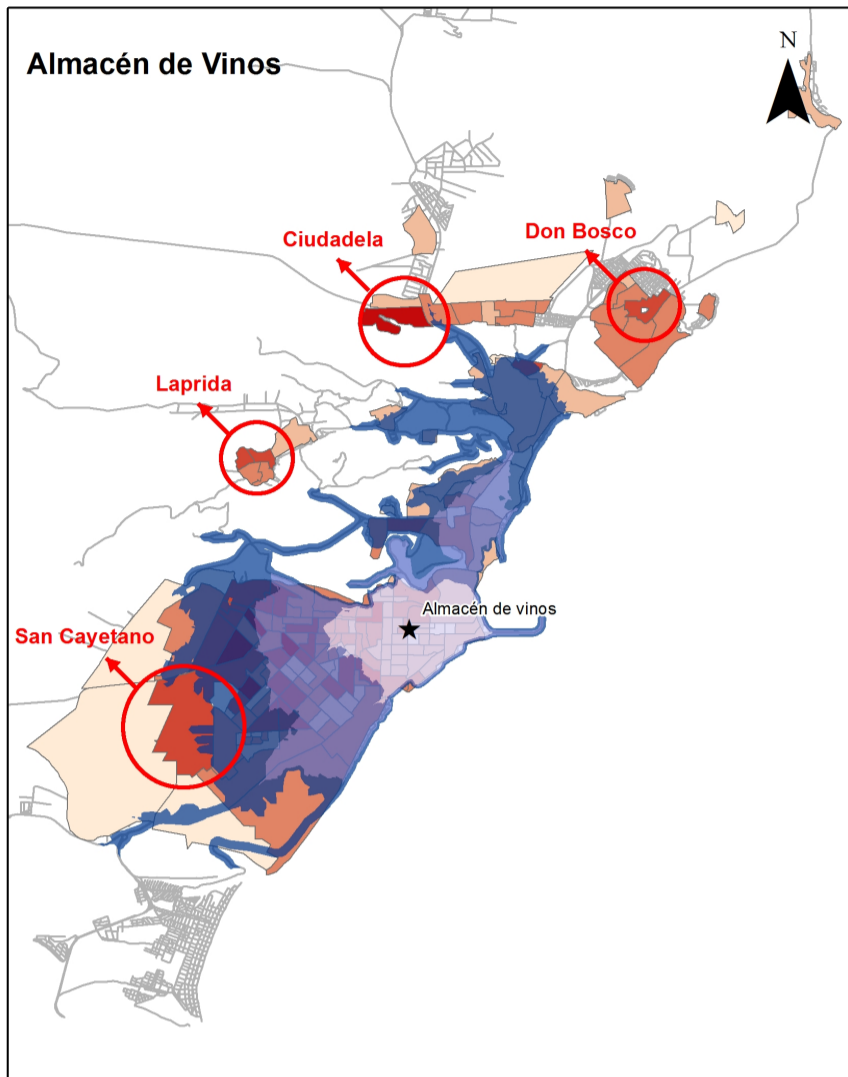 Almacén de Vinos
N
Ciudadela
Don Bosco
Laprida
Almacén de vinos
San Cayetano